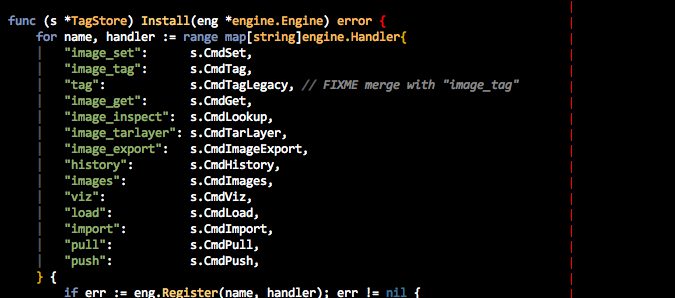 func (s *TagStore) Install(eng *engine.Engine) error {
    for name, handler := range map[string]engine.Handler{
        "image_set":      s.CmdSet,
        "image_tag":      s.CmdTag,
        "tag":            s.CmdTagLegacy, // FIXME merge with "image_tag"
        "image_get":      s.CmdGet,
        "image_inspect":  s.CmdLookup,
        "image_tarlayer": s.CmdTarLayer,
        "image_export":   s.CmdImageExport,
        "history":        s.CmdHistory,
        "images":         s.CmdImages,
        "viz":            s.CmdViz,
        "load":           s.CmdLoad,
        "import":         s.CmdImport,
        "pull":           s.CmdPull,
        "push":           s.CmdPush,
    } {
        if err := eng.Register(name, handler); err != nil {